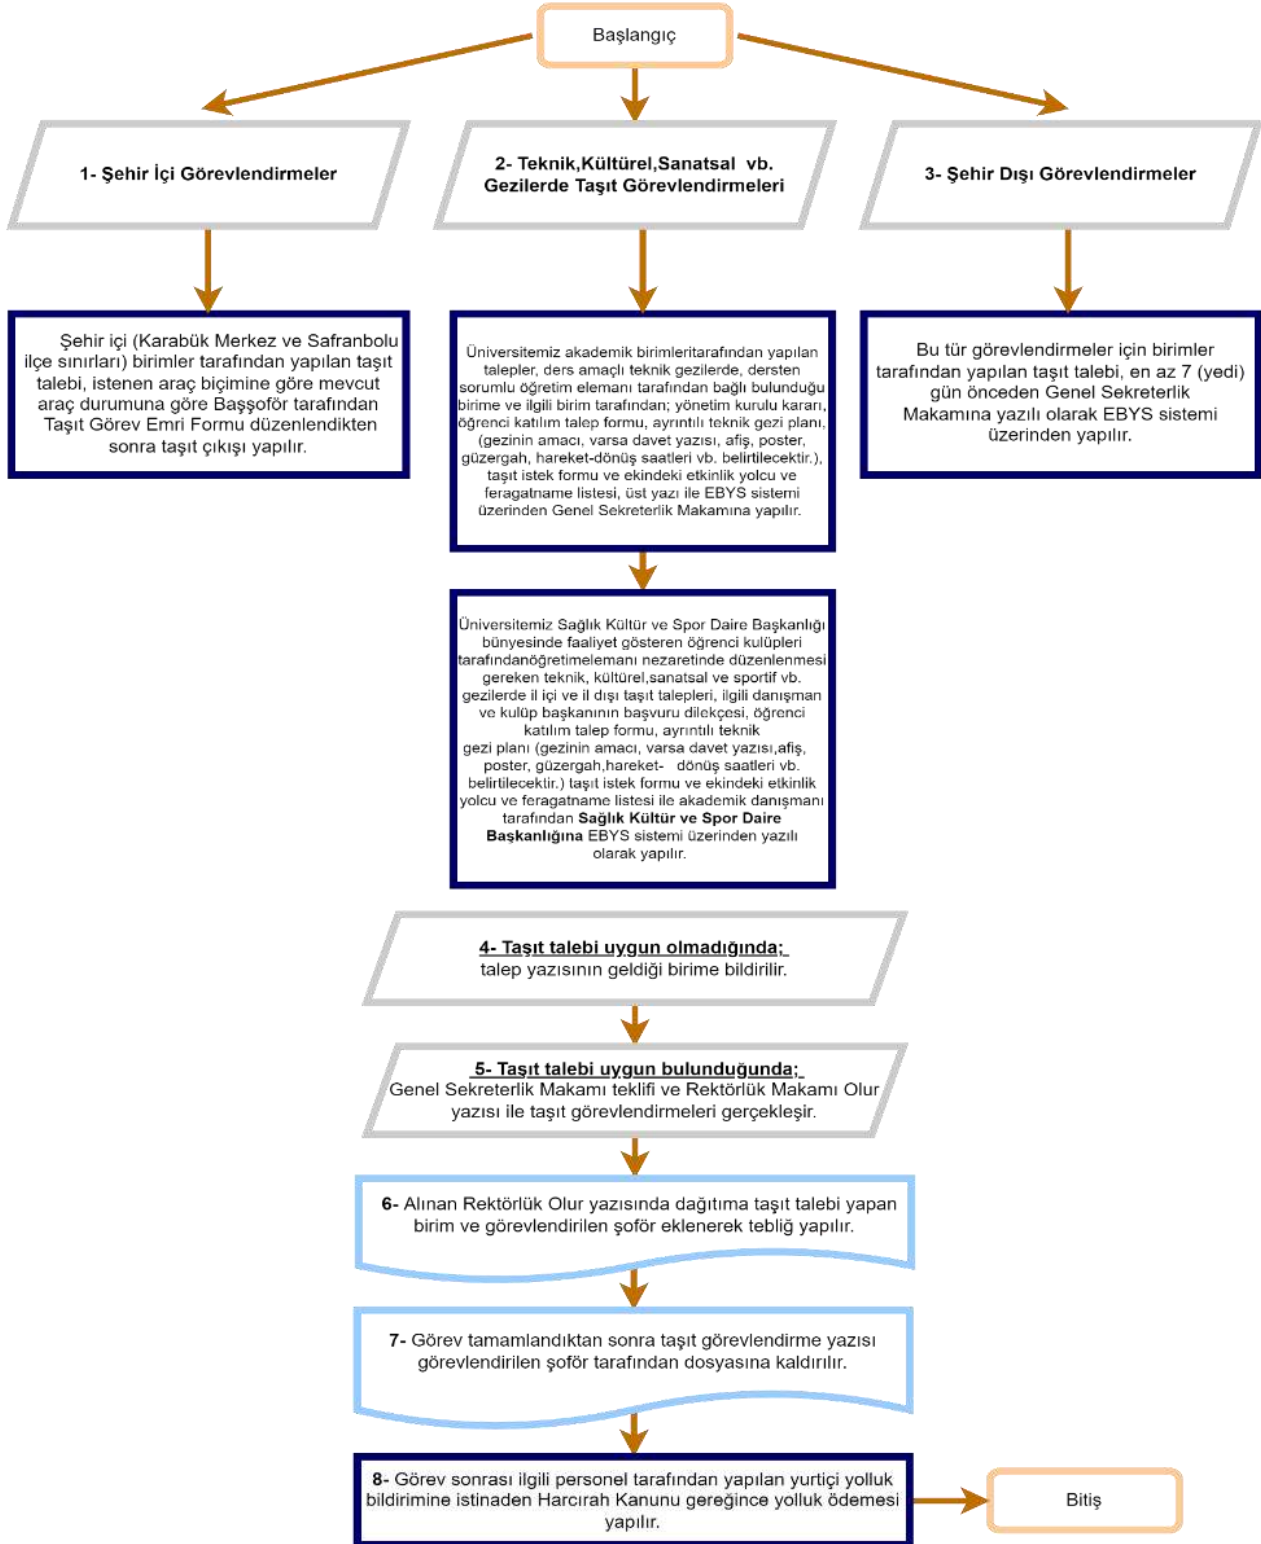 Başlangıç
1- Şehir İçi Görevlendirmeler
2- Teknik,Kültürel,Sanatsal vb.
Gezilerde Taşıt Görevlendirmeleri
3- Şehir Dışı Görevlendirmeler
Şehir içi (Karabük Merkez ve Safranbolu
ilçe sınırları) birimler tarafından yapılan taşıt
talebi, istenen araç biçimine göre mevcut
araç durumuna göre Başşoför tarafından
Taşıt Görev Emri Formu düzenlendikten
sonra taşıt çıkışı yapılır.
Üniversitemiz akademik birimleritarafından yapılan
talepler, ders amaçlı teknik gezilerde, dersten
sorumlu öğretim elemanı tarafından bağlı bulunduğu
birime ve ilgili birim tarafından; yönetim kurulu kararı,
öğrenci katılım talep formu, ayrıntılı teknik gezi planı,
(gezinin amacı, varsa davet yazısı, afiş, poster,
güzergah, hareket-dönüş saatleri vb. belirtilecektir.),
taşıt istek formu ve ekindeki etkinlik yolcu ve
feragatname listesi, üst yazı ile EBYS sistemi
üzerinden Genel Sekreterlik Makamına yapılır.
Bu tür görevlendirmeler için birimler
tarafından yapılan taşıt talebi, en az 7 (yedi)
gün önceden Genel Sekreterlik
Makamına yazılı olarak EBYS sistemi
üzerinden yapılır.
Üniversitemiz Sağlık Kültür ve Spor Daire Başkanlığı
bünyesinde faaliyet gösteren öğrenci kulüpleri
tarafındanöğretimelemanı nezaretinde düzenlenmesi
gereken teknik, kültürel,sanatsal ve sportif vb.
gezilerde il içi ve il dışı taşıt talepleri, ilgili danışman
ve kulüp başkanının başvuru dilekçesi, öğrenci
katılım talep formu, ayrıntılı teknik
gezi planı (gezinin amacı, varsa davet yazısı,afiş,
poster, güzergah,hareket- dönüş saatleri vb.
belirtilecektir.) taşıt istek formu ve ekindeki etkinlik
yolcu ve feragatname listesi ile akademik danışmanı
tarafından Sağlık Kültür ve Spor Daire
Başkanlığına EBYS sistemi üzerinden yazılı
olarak yapılır.
4- Taşıt talebi uygun olmadığında;
talep yazısının geldiği birime bildirilir.
5- Taşıt talebi uygun bulunduğunda;
Genel Sekreterlik Makamı teklifi ve Rektörlük Makamı Olur
yazısı ile taşıt görevlendirmeleri gerçekleşir.
6- Alınan Rektörlük Olur yazısında dağıtıma taşıt talebi yapan
birim ve görevlendirilen şoför eklenerek tebliğ yapılır.
7- Görev tamamlandıktan sonra taşıt görevlendirme yazısı
görevlendirilen şoför tarafından dosyasına kaldırılır.
8- Görev sonrası ilgili personel tarafından yapılan yurtiçi yolluk
bildirimine istinaden Harcırah Kanunu gereğince yolluk ödemesi
yapılır.
Bitiş